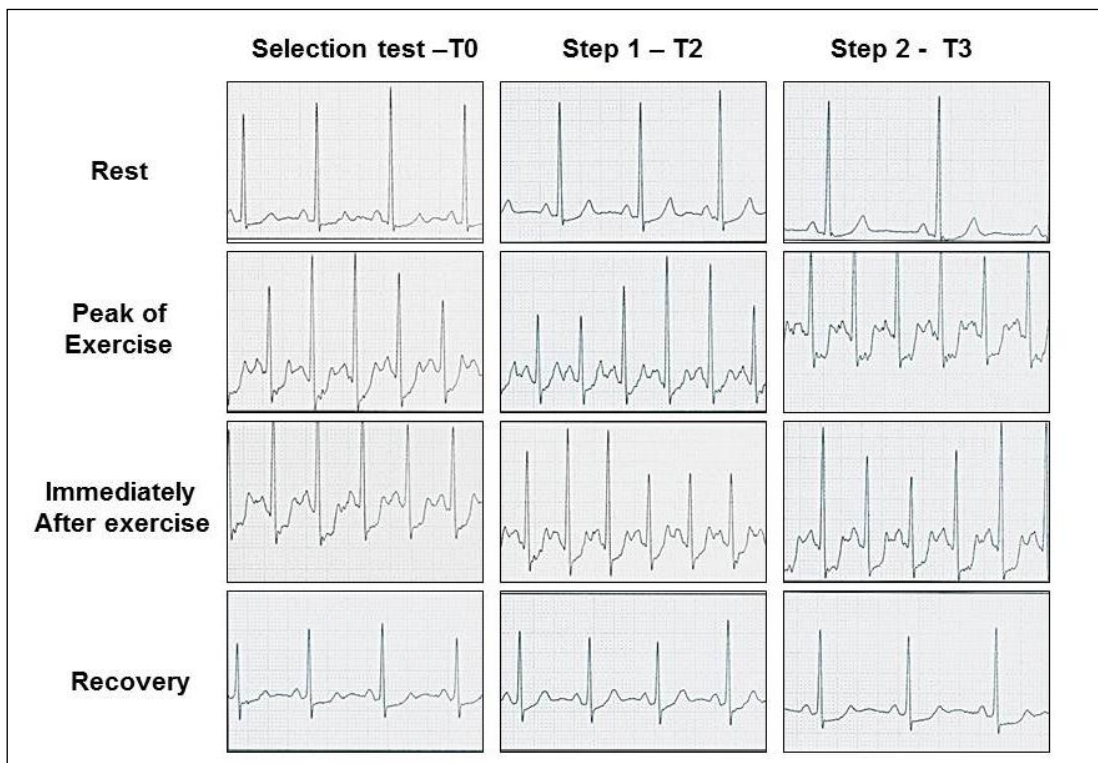 Selection test –T0
Step 1 – T2
Step 2 - T3
Rest
Peak of
Exercise
Immediately
After exercise
Recovery